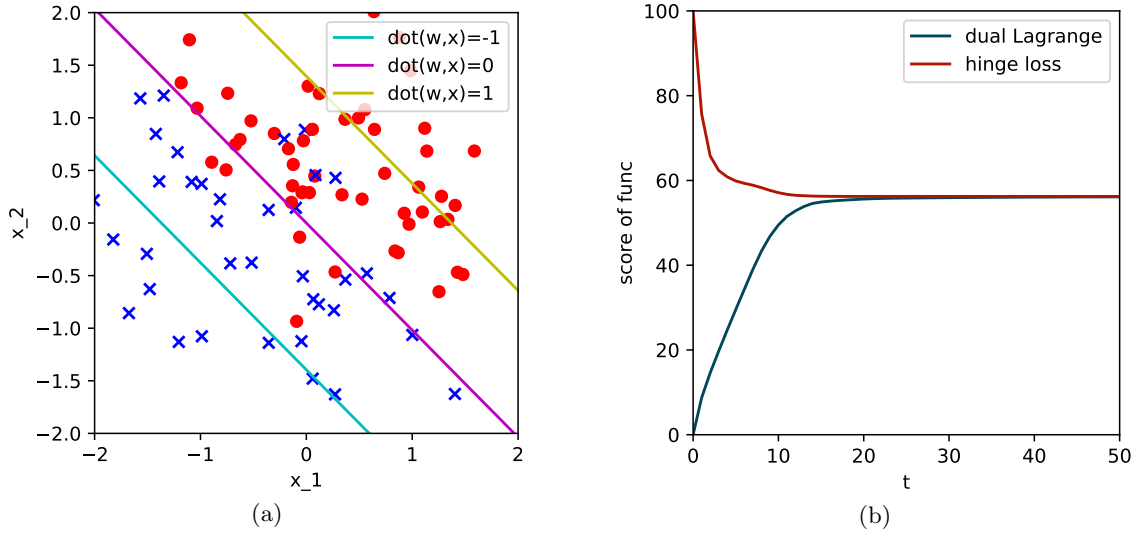 2.0
1.5
1.0
0.5
0.0
−0.5
−1.0
−1.5
−2.0
x_2
−2
−1
0
1
2
x_1
dot(w,x)=-1
dot(w,x)=0
dot(w,x)=1
(a)
100
80
60
40
20
0
score of func
0
10
20
30
40
50
t
dual Lagrange
hinge loss
(b)